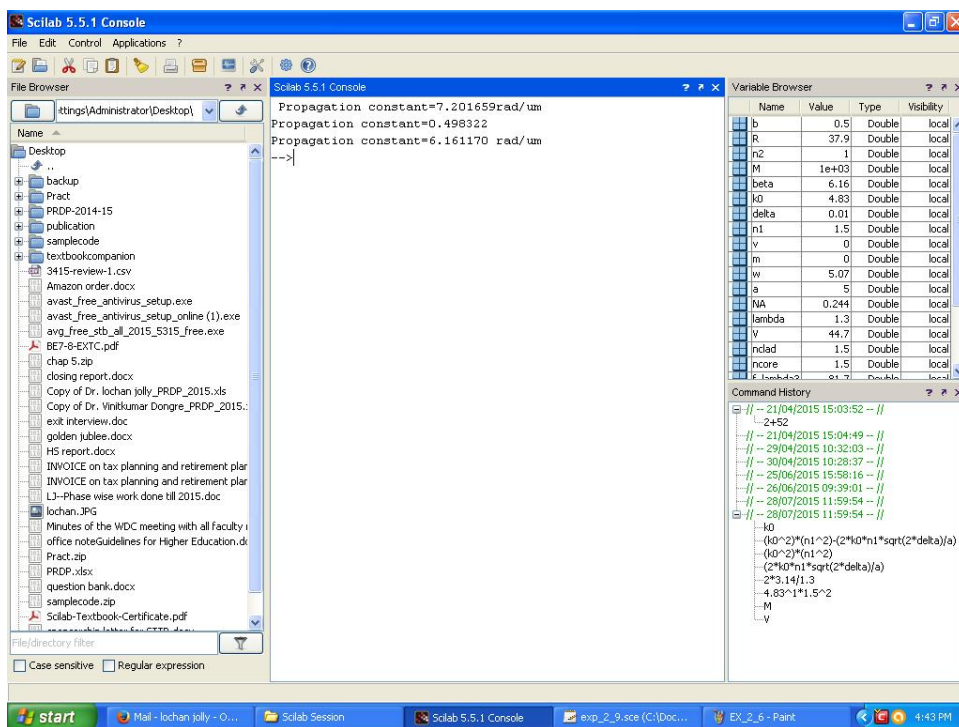 Scilab 5.5.1 Console
File Edit Control Applications ?
File Browser ? ↗ X
ettings\Administrator\Desktop\
Name
Desktop
..
backup
Pract
PRDP-2014-15
publication
samplecode
textbookcompanion
3415-review-1.csv
Amazon order.docx
avast_free_antivirus_setup.exe
avast_free_antivirus_setup_online (1).exe
avg_free_stb_all_2015_5315_free.exe
BE7-8-EXTC.pdf
chap 5.zip
closing report.docx
Copy of Dr. lochan jolly_PRDP_2015.xls
Copy of Dr. Vinitkumar Dongre_PRDP_2015.:
exit interview.doc
golden jublee.docx
HS report.docx
INVOICE on tax planning and retirement plar
INVOICE on tax planning and retirement plar
LJ--Phase wise work done till 2015.doc
lochan.JPG
Minutes of the WDC meeting with all faculty
office noteGuidelines for Higher Education.do
Pract.zip
PRDP.xlsx
question bank.docx
samplecode.zip
Scilab-Textbook-Certificate.pdf
File/directory filter
Case sensitive Regular expression
Scilab 5.5.1 Console ? ↗ X
Propagation constant=7.201659rad/um
Propagation constant=0.498322
Propagation constant=6.161170 rad/um
-->
Variable Browser ? ↗ X
Name Value Type Visibility
b 0.5 Double local
R 37.9 Double local
n2 1 Double local
M 1e+03 Double local
beta 6.16 Double local
k0 4.83 Double local
delta 0.01 Double local
n1 1.5 Double local
v 0 Double local
m 0 Double local
w 5.07 Double local
a 5 Double local
NA 0.244 Double local
lambda 1.3 Double local
V 44.7 Double local
nclad 1.5 Double local
ncore 1.5 Double local
f_lambda2 81.7 Double local
Command History ? ↗ X
// -- 21/04/2015 15:03:52 -- //
2+52
// -- 21/04/2015 15:04:49 -- //
// -- 29/04/2015 10:32:03 -- //
// -- 30/04/2015 10:28:37 -- //
// -- 25/06/2015 15:58:16 -- //
// -- 26/06/2015 09:39:01 -- //
// -- 28/07/2015 11:59:54 -- //
// -- 28/07/2015 11:59:54 -- //
k0
(k0^2)*(n1^2)-(2*k0*n1*sqrt(2*delta)/a)
(k0^2)*(n1^2)
(2*k0*n1*sqrt(2*delta)/a)
2*3.14/1.3
4.83^1*1.5^2
M
V
start Mail - lochan jolly - O... Scilab Session Scilab 5.5.1 Console exp_2_9.sce (C:\Doc... EX_2_6 - Paint 4:43 PM